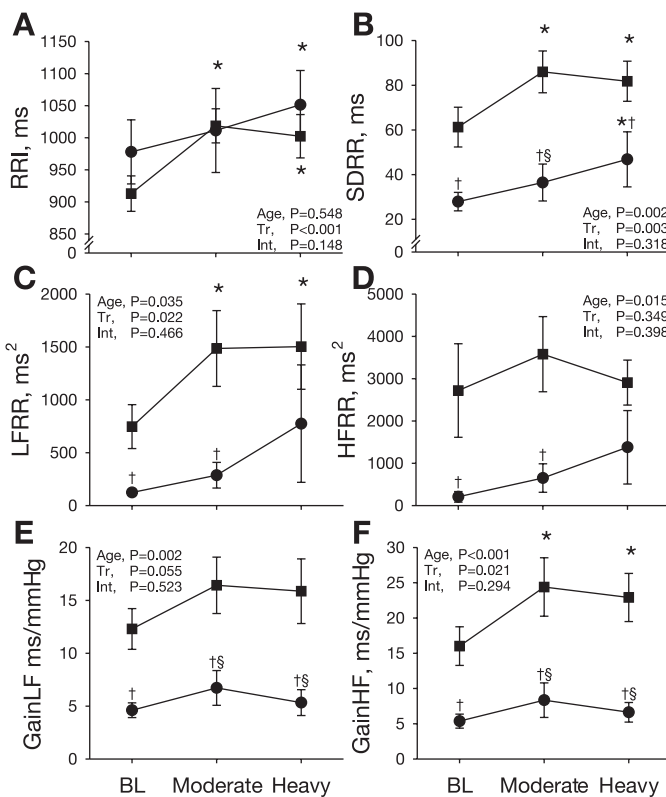 A
1150
1100
1050
1000
950
900
850
0
RRI, ms
*
*
*
Age, P=0.548
Tr, P<0.001
Int, P=0.148
B
100
80
60
40
20
0
SDRR, ms
*
*
*†
†§
†
Age, P=0.002
Tr, P=0.003
Int, P=0.318
C
2000
1500
1000
500
0
LFRR, ms²
Age, P=0.035
Tr, P=0.022
Int, P=0.466
*
*
†
†
D
5000
4000
3000
2000
1000
0
HFRR, ms²
Age, P=0.015
Tr, P=0.349
Int, P=0.398
†
†
E
20
15
10
5
0
GainLF ms/mmHg
Age, P=0.002
Tr, P=0.055
Int, P=0.523
†
†§
†§
BL Moderate Heavy
F
30
25
20
15
10
5
0
GainHF, ms/mmHg
Age, P<0.001
Tr, P=0.021
Int, P=0.294
*
*
†
†§
†§
BL Moderate Heavy